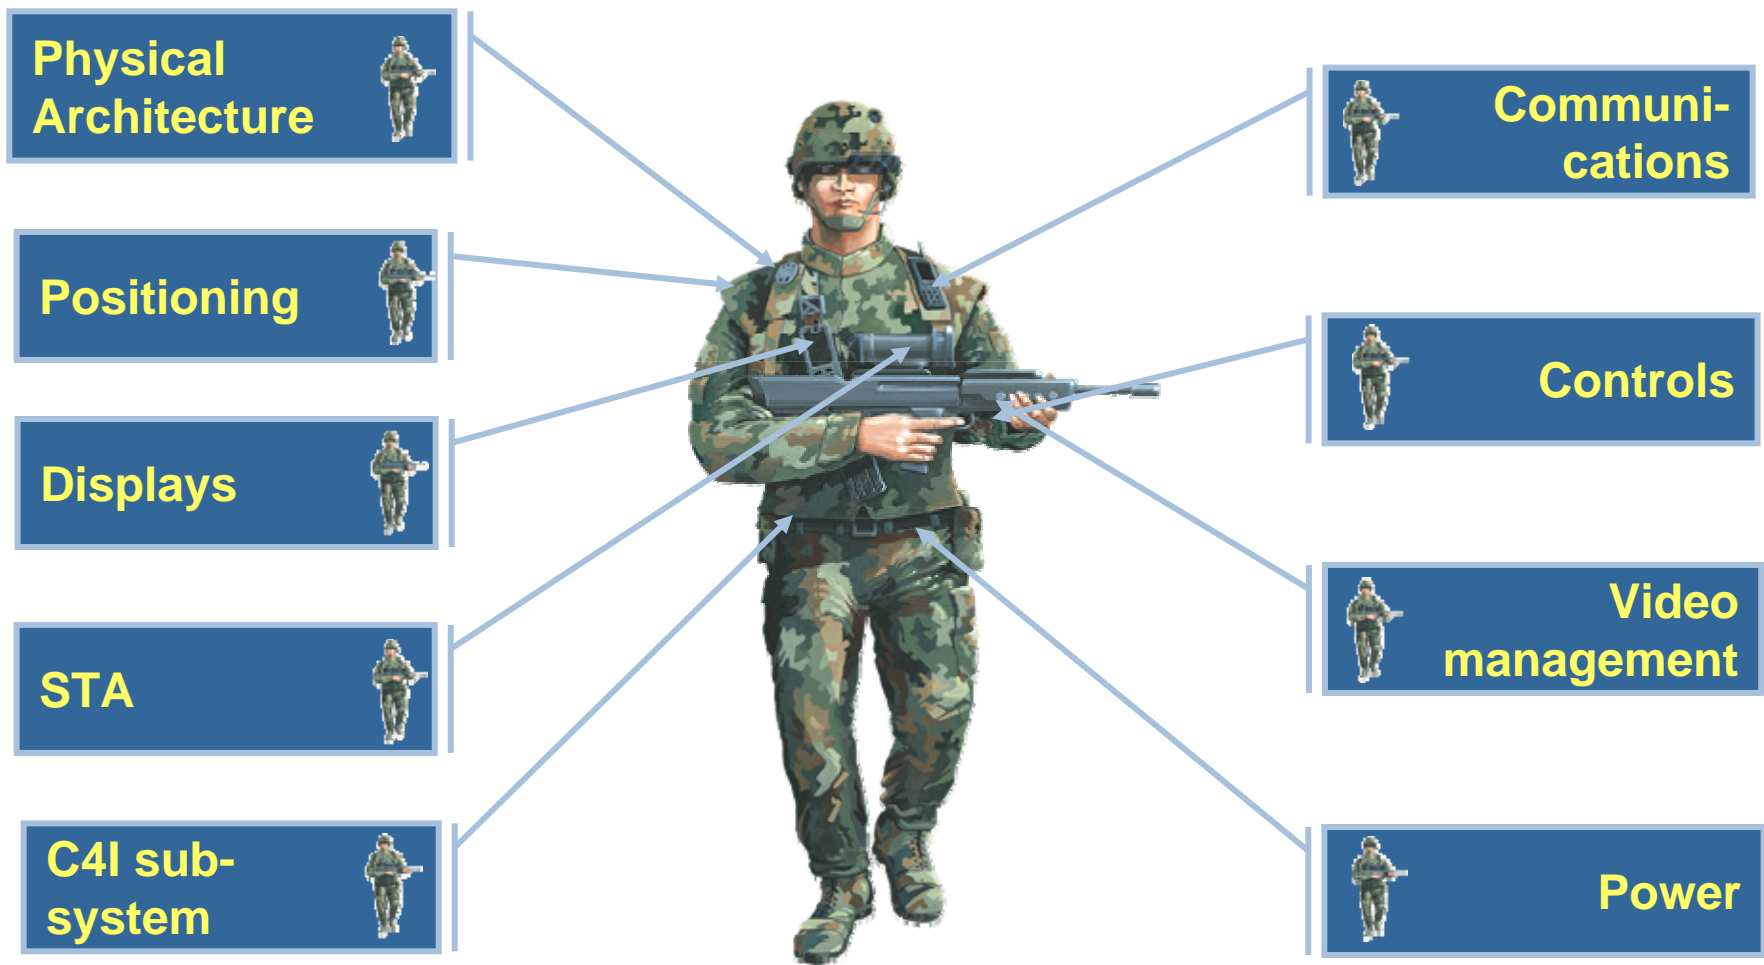 Physical
Architecture
Positioning
Displays
STA
C4I sub-
system
Communi-
cations
Controls
Video
management
Power